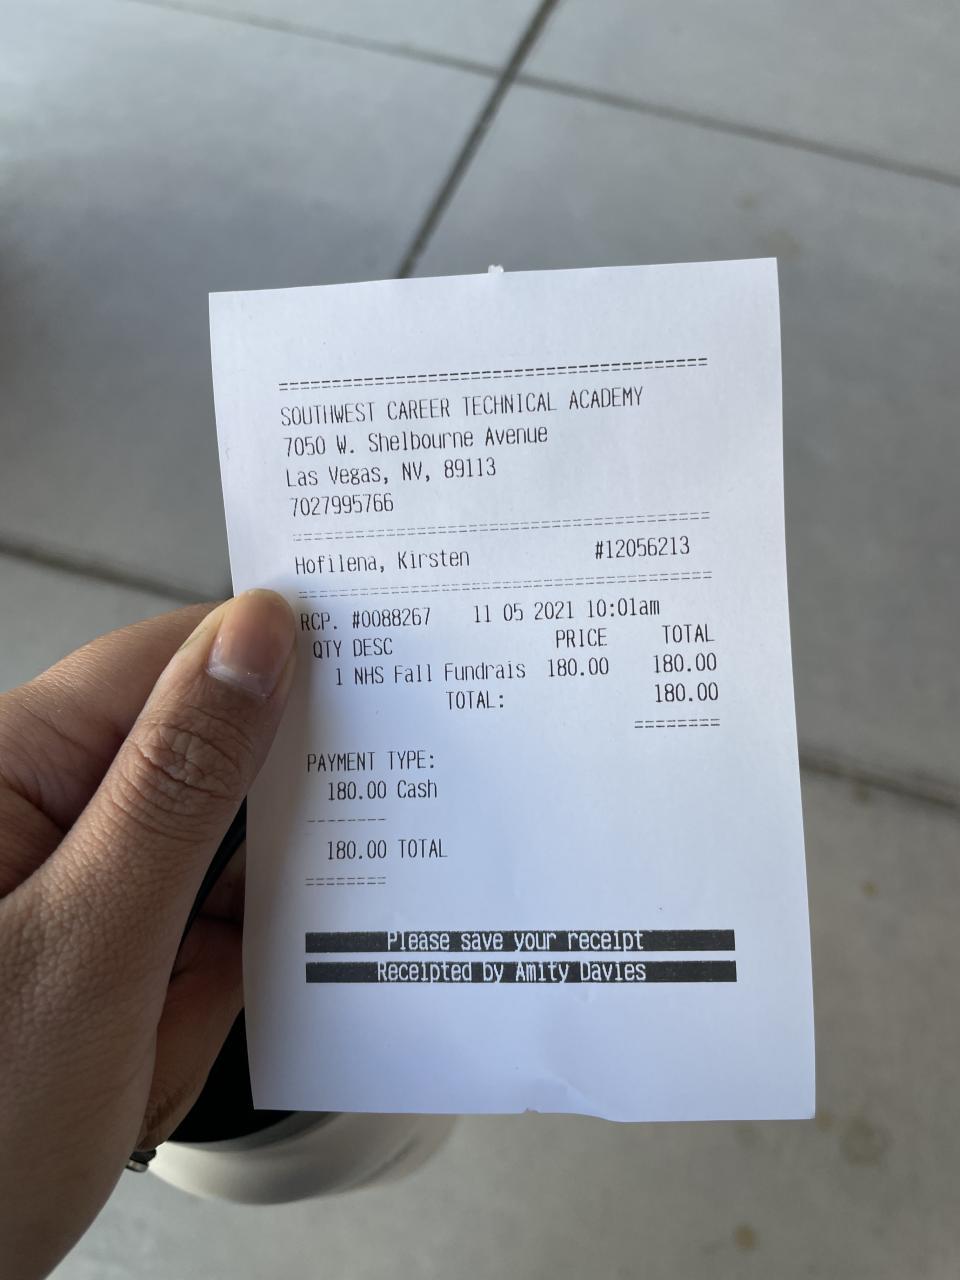 ========================================
SOUTHWEST CAREER TECHNICAL ACADEMY
7050 W. Shelbourne Avenue
Las Vegas, NV, 89113
7027995766
========================================
Hofilena, Kirsten #12056213
========================================
RCP. #0088267 11 05 2021 10:01am
QTY DESC PRICE TOTAL
1 NHS Fall Fundrais 180.00 180.00
TOTAL: 180.00
========
PAYMENT TYPE:
180.00 Cash
--------
180.00 TOTAL
========
Please save your receipt
Receipted by Amity Davies